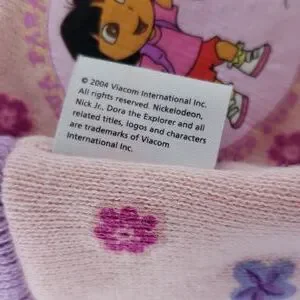 © 2004 Viacom International Inc.
All rights reserved. Nickelodeon,
Nick Jr., Dora the Explorer and all
related titles, logos and characters
are trademarks of Viacom
International Inc.